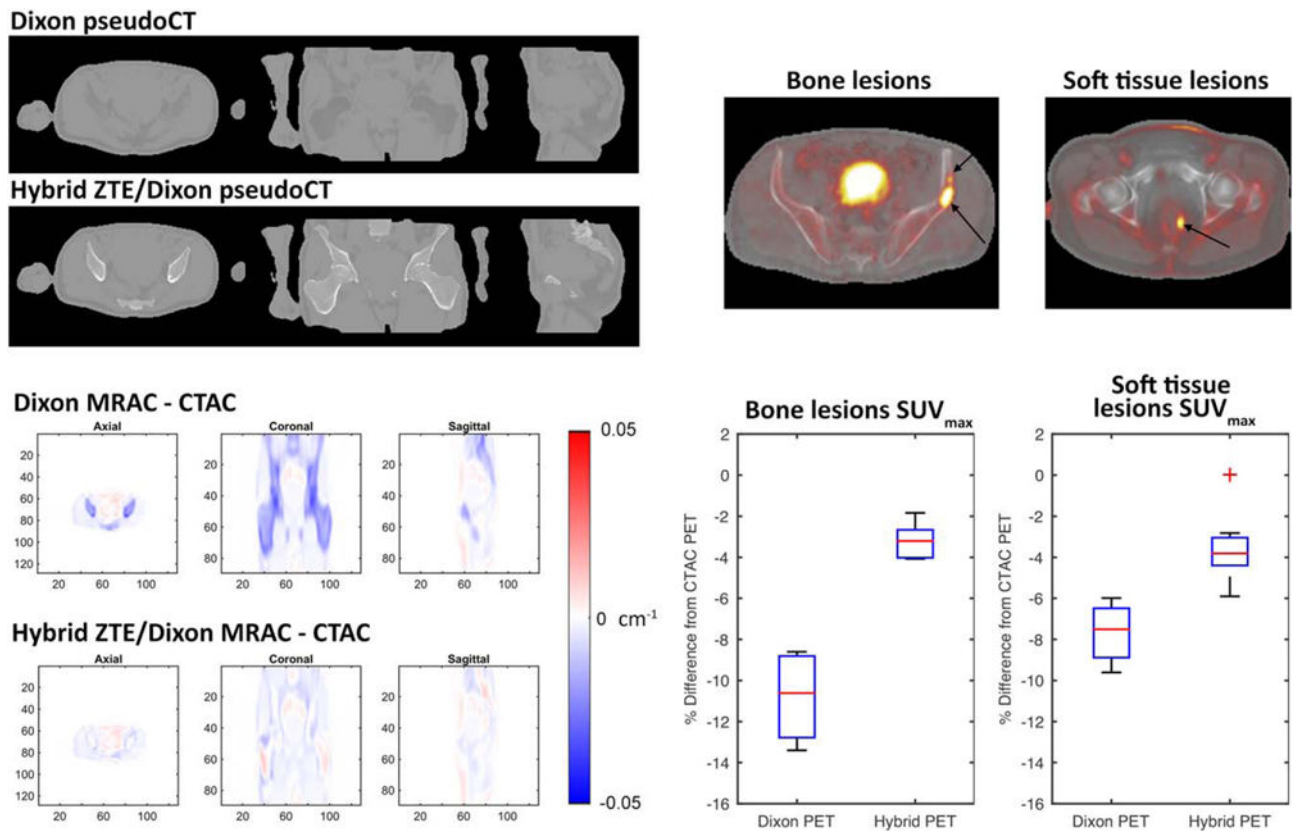 Dixon pseudoCT
Hybrid ZTE/Dixon pseudoCT
Bone lesions
Soft tissue lesions
Dixon MRAC - CTAC
Axial
20
40
60
80
100
120
20 60 100
Coronal
20
40
60
80
20 60 100
Sagittal
20
40
60
80
20 60 100
Hybrid ZTE/Dixon MRAC - CTAC
Axial
20
40
60
80
100
120
20 60 100
Coronal
20
40
60
80
20 60 100
Sagittal
20
40
60
80
20 60 100
0.05
0 cm-1
-0.05
Bone lesions SUVmax
% Difference from CTAC PET
2
0
-2
-4
-6
-8
-10
-12
-14
-16
Dixon PET Hybrid PET
Soft tissue
lesions SUVmax
% Difference from CTAC PET
2
0
-2
-4
-6
-8
-10
-12
-14
-16
Dixon PET Hybrid PET